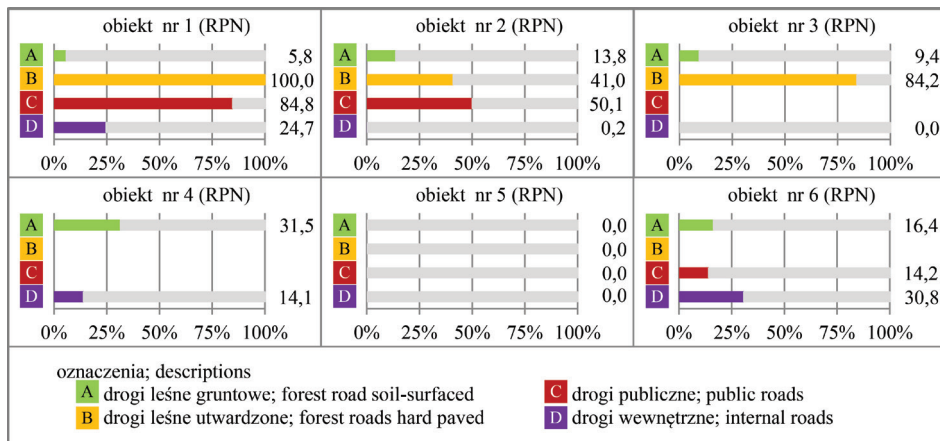 obiekt nr 1 (RPN)
A 5,8
B 100,0
C 84,8
D 24,7
0% 25% 50% 75% 100%
obiekt nr 2 (RPN)
A 13,8
B 41,0
C 50,1
D 0,2
0% 25% 50% 75% 100%
obiekt nr 3 (RPN)
A 9,4
B 84,2
C
D 0,0
0% 25% 50% 75% 100%
obiekt nr 4 (RPN)
A 31,5
B
C
D 14,1
0% 25% 50% 75% 100%
obiekt nr 5 (RPN)
A 0,0
B 0,0
C 0,0
D 0,0
0% 25% 50% 75% 100%
obiekt nr 6 (RPN)
A 16,4
B
C 14,2
D 30,8
0% 25% 50% 75% 100%
oznaczenia; descriptions
A drogi leśne gruntowe; forest road soil-surfaced
B drogi leśne utwardzone; forest roads hard paved
C drogi publiczne; public roads
D drogi wewnętrzne; internal roads